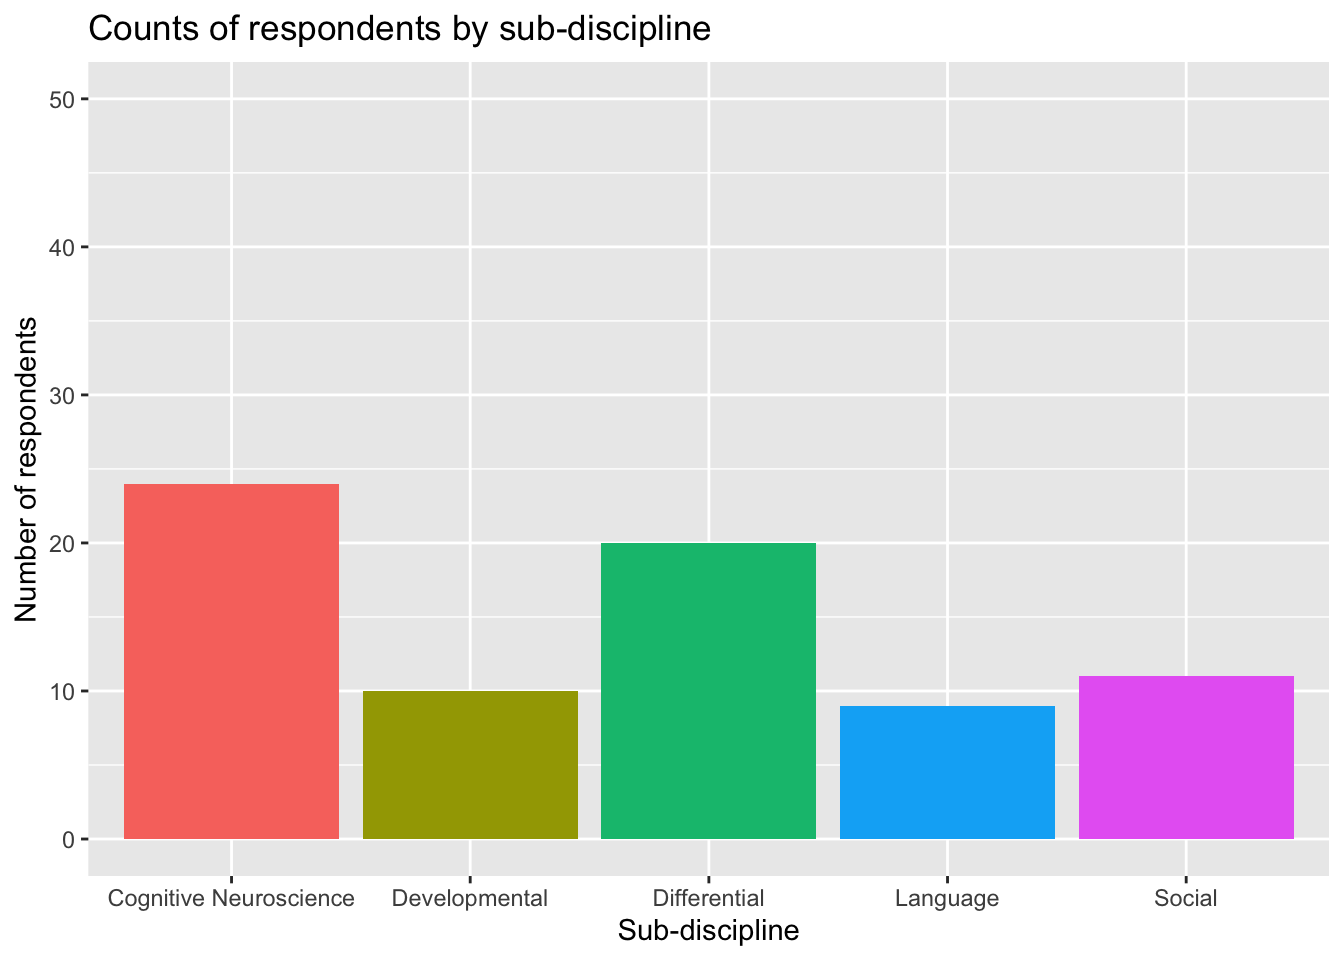 Counts of respondents by sub-discipline
50
40
30
20
10
0
Number of respondents
Cognitive Neuroscience Developmental Differential Language Social
Sub-discipline